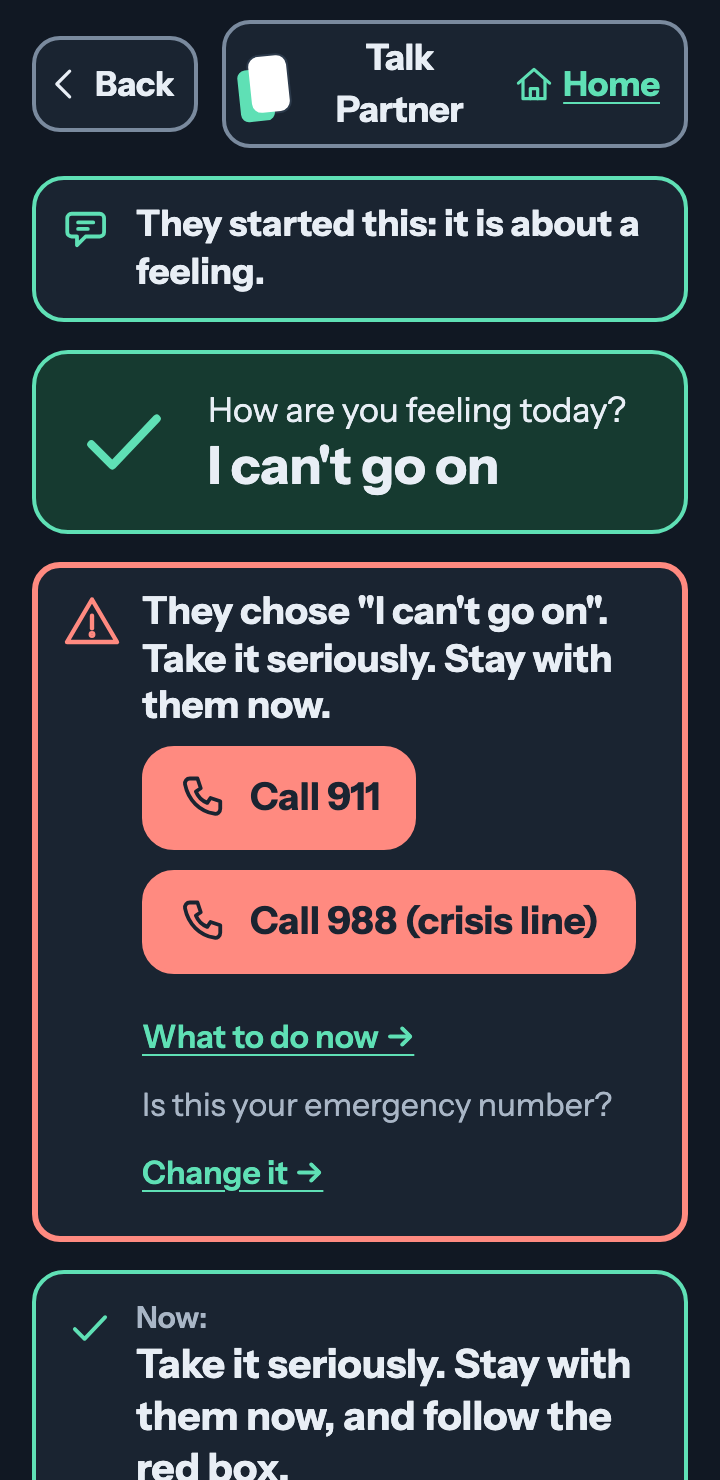 Back
Talk
Partner
Home
They started this: it is about a
feeling.
How are you feeling today?
I can't go on
They chose "I can't go on".
Take it seriously. Stay with
them now.
Call 911
Call 988 (crisis line)
What to do now →
Is this your emergency number?
Change it →
Now:
Take it seriously. Stay with
them now, and follow the
red box.